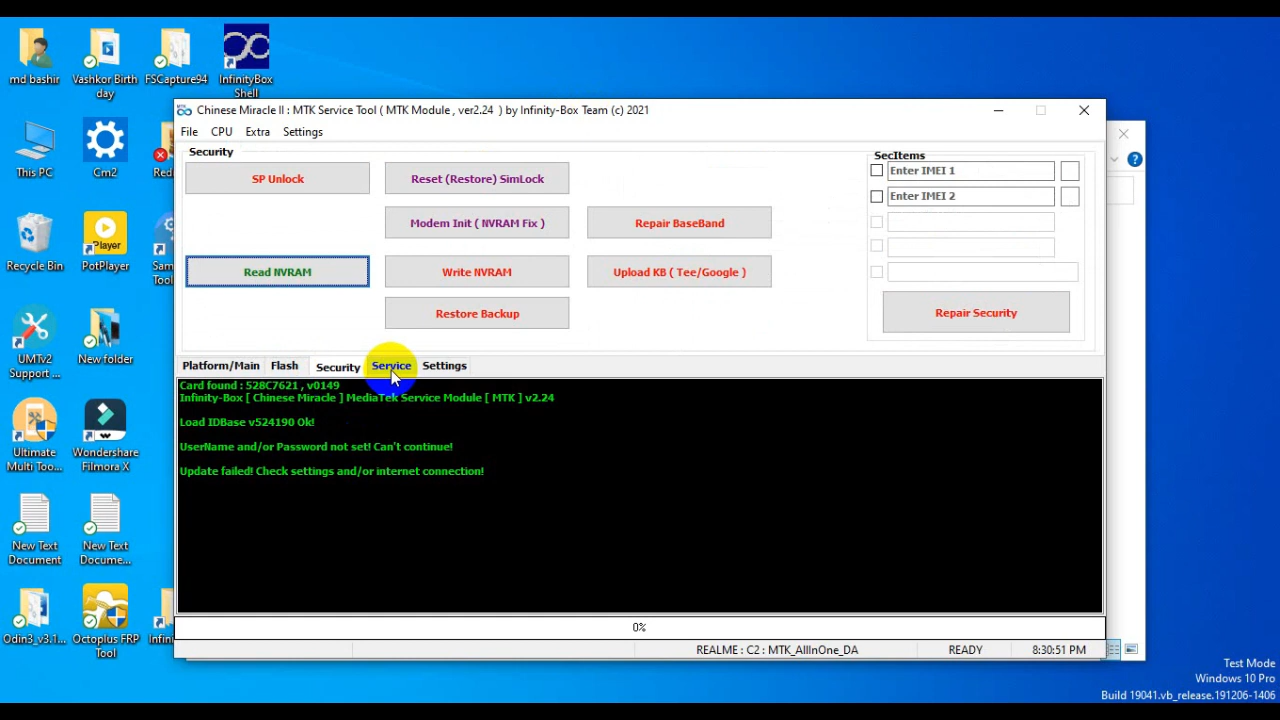 md bashir
Vashkor Birth
day
FSCapture94
InfinityBox
Shell
This PC
Cm2
Recycle Bin
Player
PotPlayer
UMTv2
Support ...
New folder
Ultimate
Multi Too...
Wondershare
Filmora X
New Text
Document
New Text
Docume...
Odin3_v3.1...
Octoplus FRP
Tool
Chinese Miracle II : MTK Service Tool ( MTK Module , ver2.24 ) by Infinity-Box Team (c) 2021
File CPU Extra Settings
Security
SP Unlock
Reset (Restore) SimLock
Modem Init ( NVRAM Fix )
Repair BaseBand
Read NVRAM
Write NVRAM
Upload KB ( Tee/Google )
Restore Backup
SecItems
Enter IMEI 1
Enter IMEI 2
Repair Security
Platform/Main Flash Security Service Settings
Card found : 528C7621 , v0149
Infinity-Box [ Chinese Miracle ] MediaTek Service Module [ MTK ] v2.24
Load IDBase v524190 Ok!
UserName and/or Password not set! Can't continue!
Update failed! Check settings and/or internet connection!
0%
REALME : C2 : MTK_AllInOne_DA
READY
8:30:51 PM
Test Mode
Windows 10 Pro
Build 19041.vb_release.191206-1406